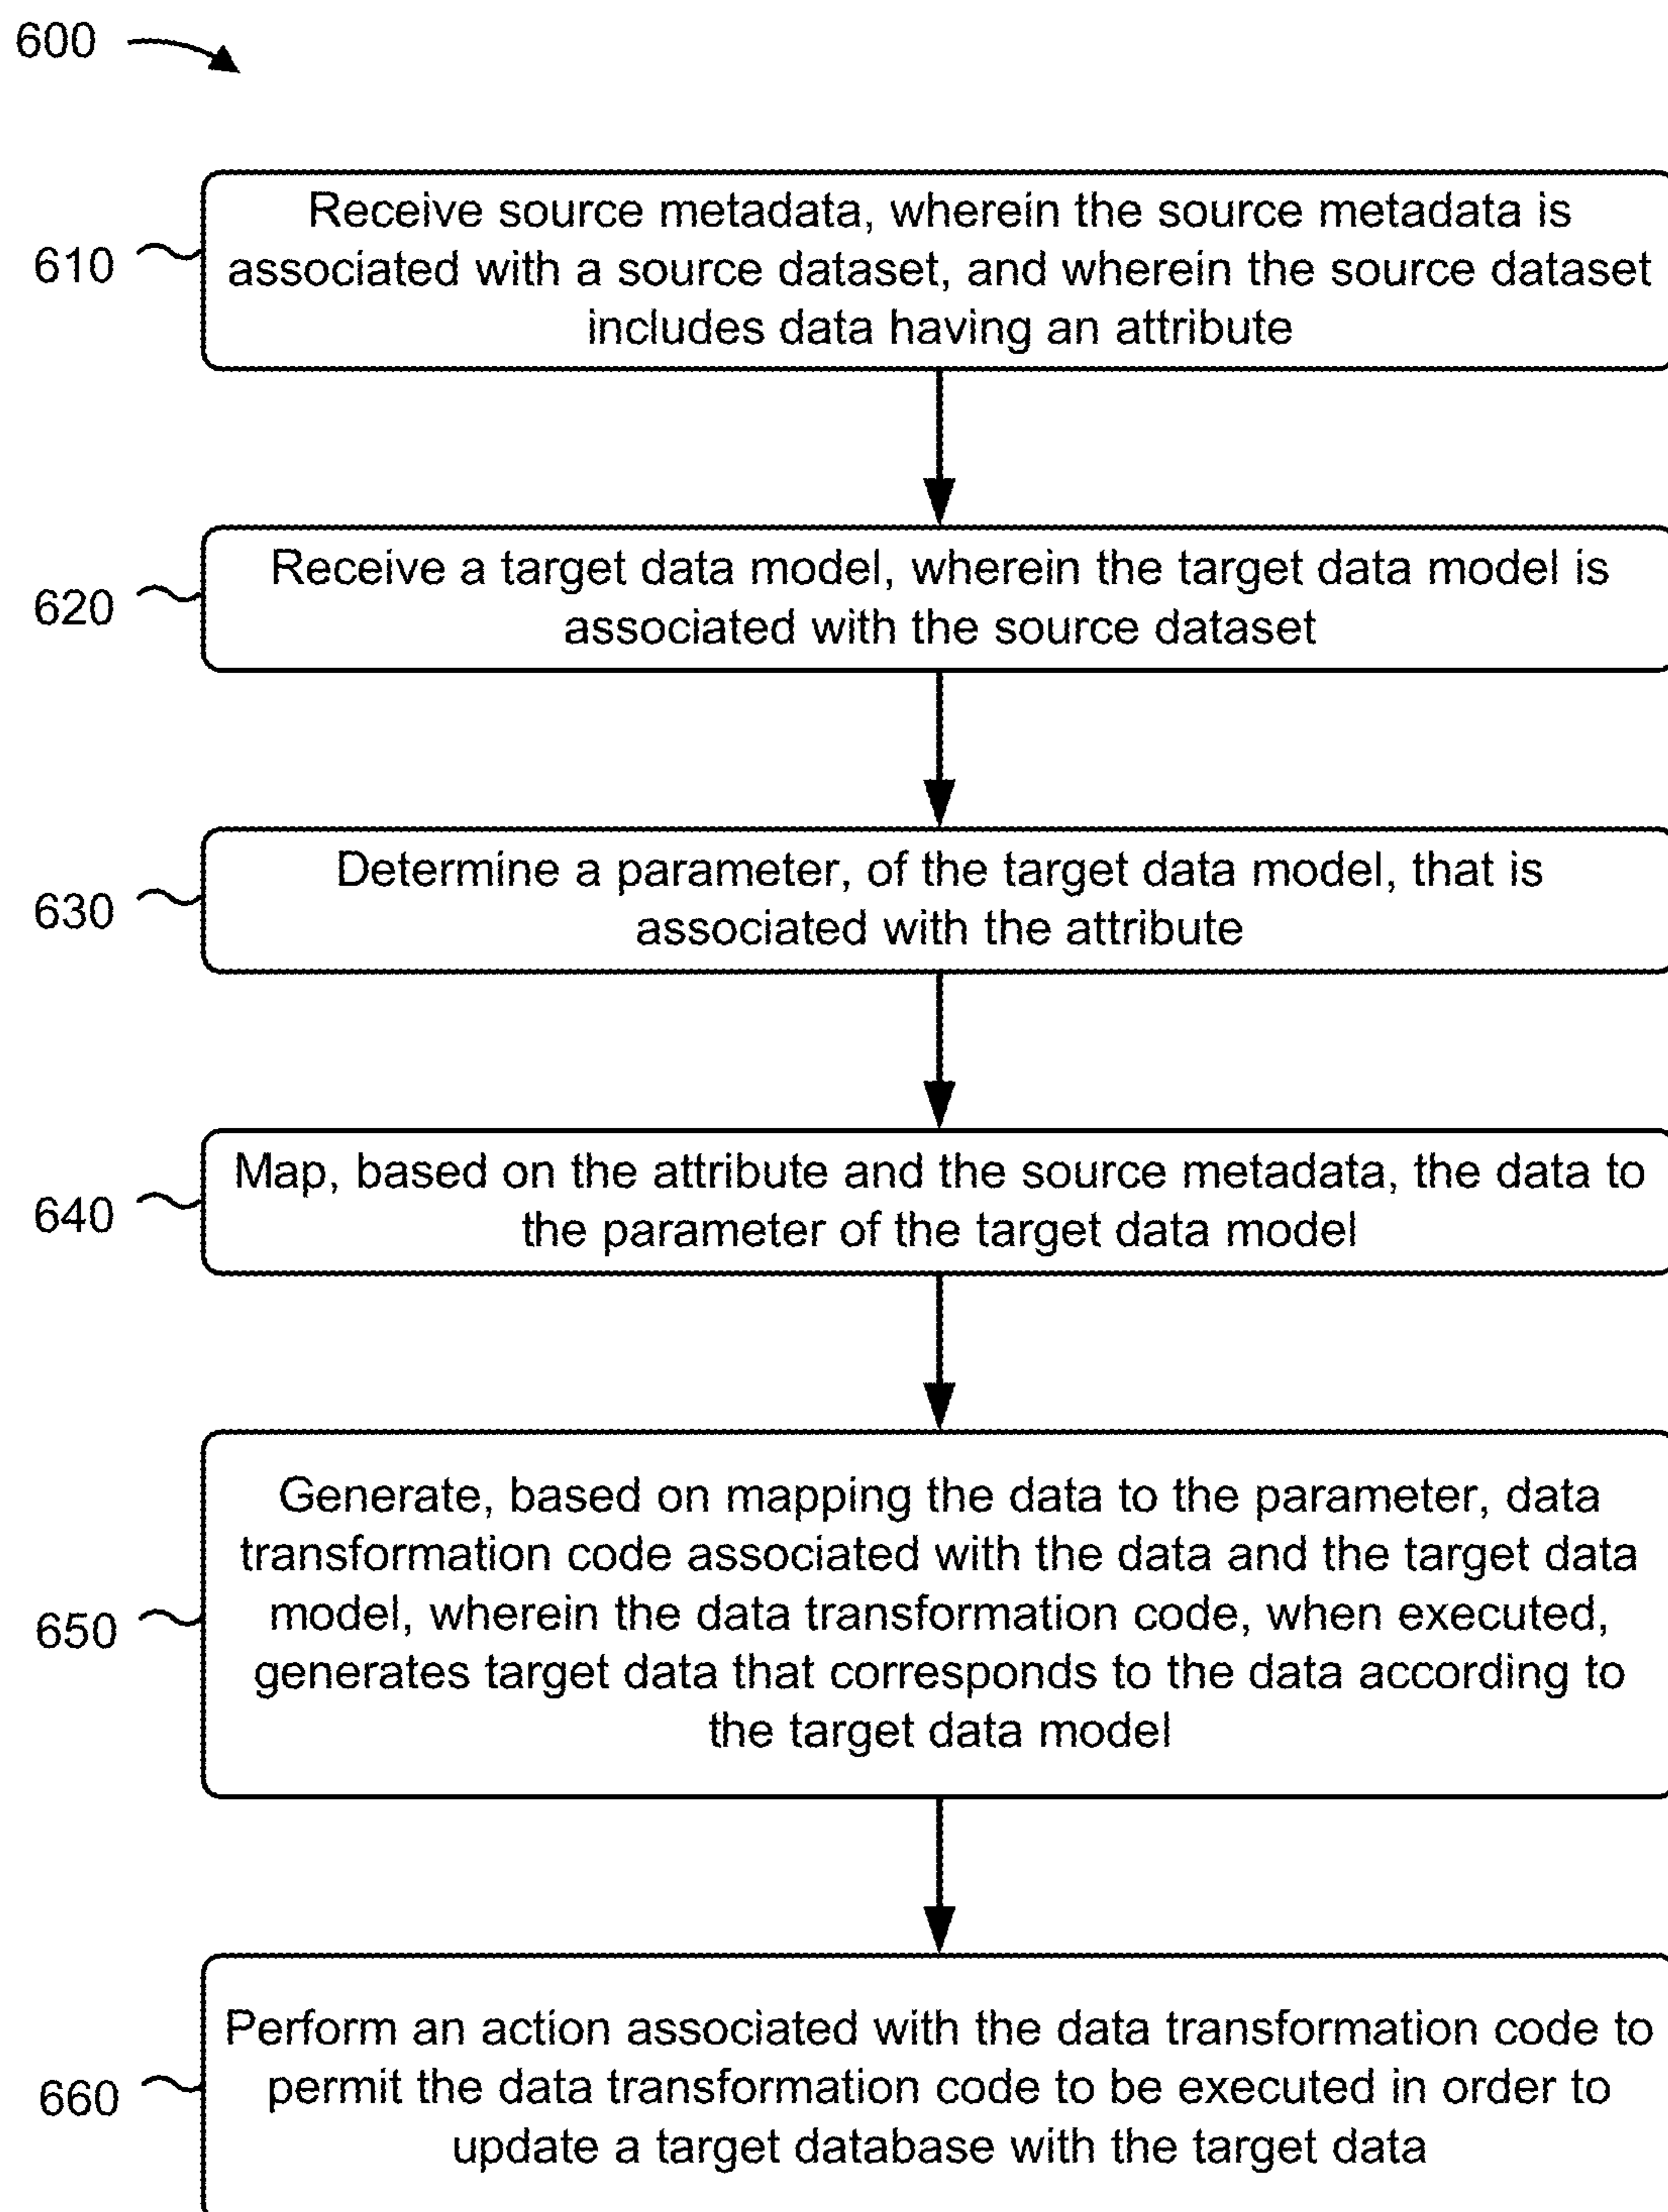 600
610
Receive source metadata, wherein the source metadata is
associated with a source dataset, and wherein the source dataset
includes data having an attribute
620
Receive a target data model, wherein the target data model is
associated with the source dataset
630
Determine a parameter, of the target data model, that is
associated with the attribute
640
Map, based on the attribute and the source metadata, the data to
the parameter of the target data model
650
Generate, based on mapping the data to the parameter, data
transformation code associated with the data and the target data
model, wherein the data transformation code, when executed,
generates target data that corresponds to the data according to
the target data model
660
Perform an action associated with the data transformation code to
permit the data transformation code to be executed in order to
update a target database with the target data